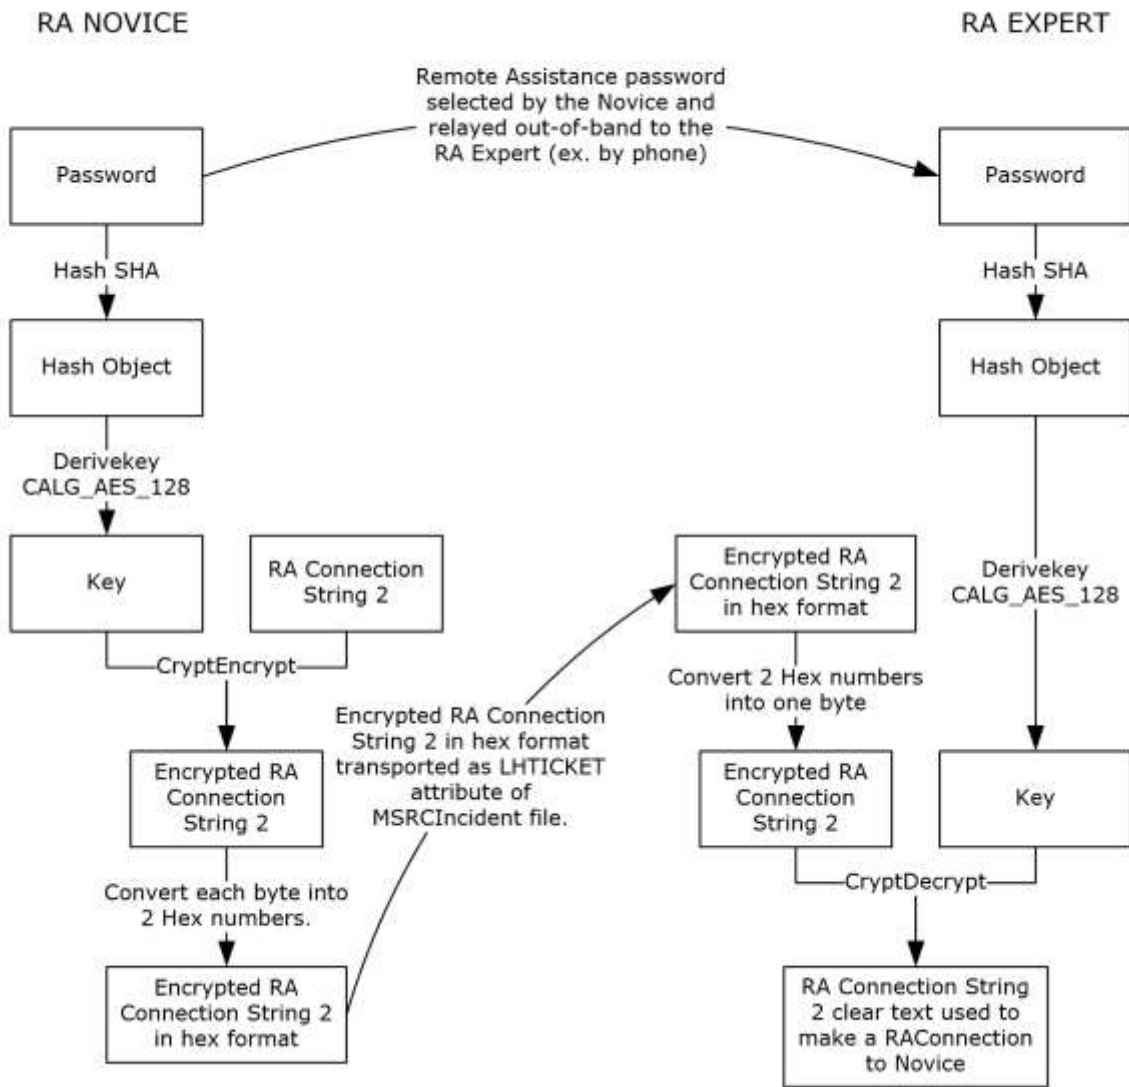 RA NOVICE
RA EXPERT
Remote Assistance password
selected by the Novice and
relayed out-of-band to the
RA Expert (ex. by phone)
Password
Password
Hash SHA
Hash SHA
Hash Object
Hash Object
Derivekey
CALG_AES_128
Key
RA Connection
String 2
Encrypted RA
Connection String 2
in hex format
Derivekey
CALG_AES_128
CryptEncrypt
Convert 2 Hex numbers
into one byte
Encrypted RA Connection
String 2 in hex format
transported as LHTICKET
attribute of
MSRCIncident file.
Encrypted RA
Connection
String 2
Encrypted RA
Connection
String 2
Key
Convert each byte into
2 Hex numbers.
CryptDecrypt
Encrypted RA
Connection String 2
in hex format
RA Connection String
2 clear text used to
make a RAConnection
to Novice